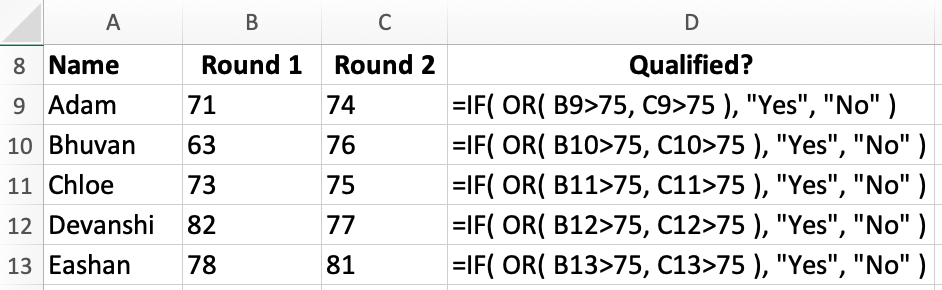 A B C D
8 Name Round 1 Round 2 Qualified?
9 Adam 71 74 =IF( OR( B9>75, C9>75 ), "Yes", "No" )
10 Bhuvan 63 76 =IF( OR( B10>75, C10>75 ), "Yes", "No" )
11 Chloe 73 75 =IF( OR( B11>75, C11>75 ), "Yes", "No" )
12 Devanshi 82 77 =IF( OR( B12>75, C12>75 ), "Yes", "No" )
13 Eashan 78 81 =IF( OR( B13>75, C13>75 ), "Yes", "No" )